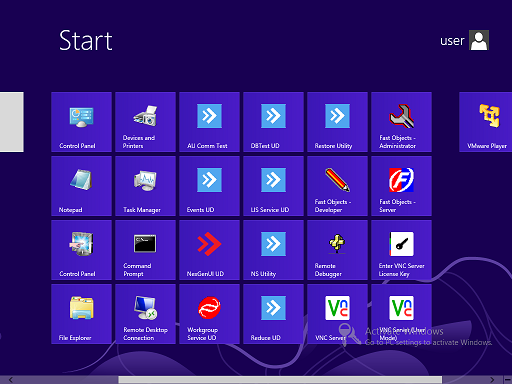 Start
user
Control Panel
Devices and
Printers
AU Comm Test
DBTest UD
Restore Utility
Fast Objects -
Administrator
VMware Player
Notepad
Task Manager
Events UD
LIS Service UD
Fast Objects -
Developer
Fast Objects -
Server
Control Panel
Command
Prompt
NexGenUI UD
NS Utility
Remote
Debugger
Enter VNC Server
License Key
File Explorer
Remote Desktop
Connection
Workgroup
Service UD
Reduce UD
VNC Server
VNC Server (User
Mode)
Activate Windows
Go to PC settings to activate Windows.